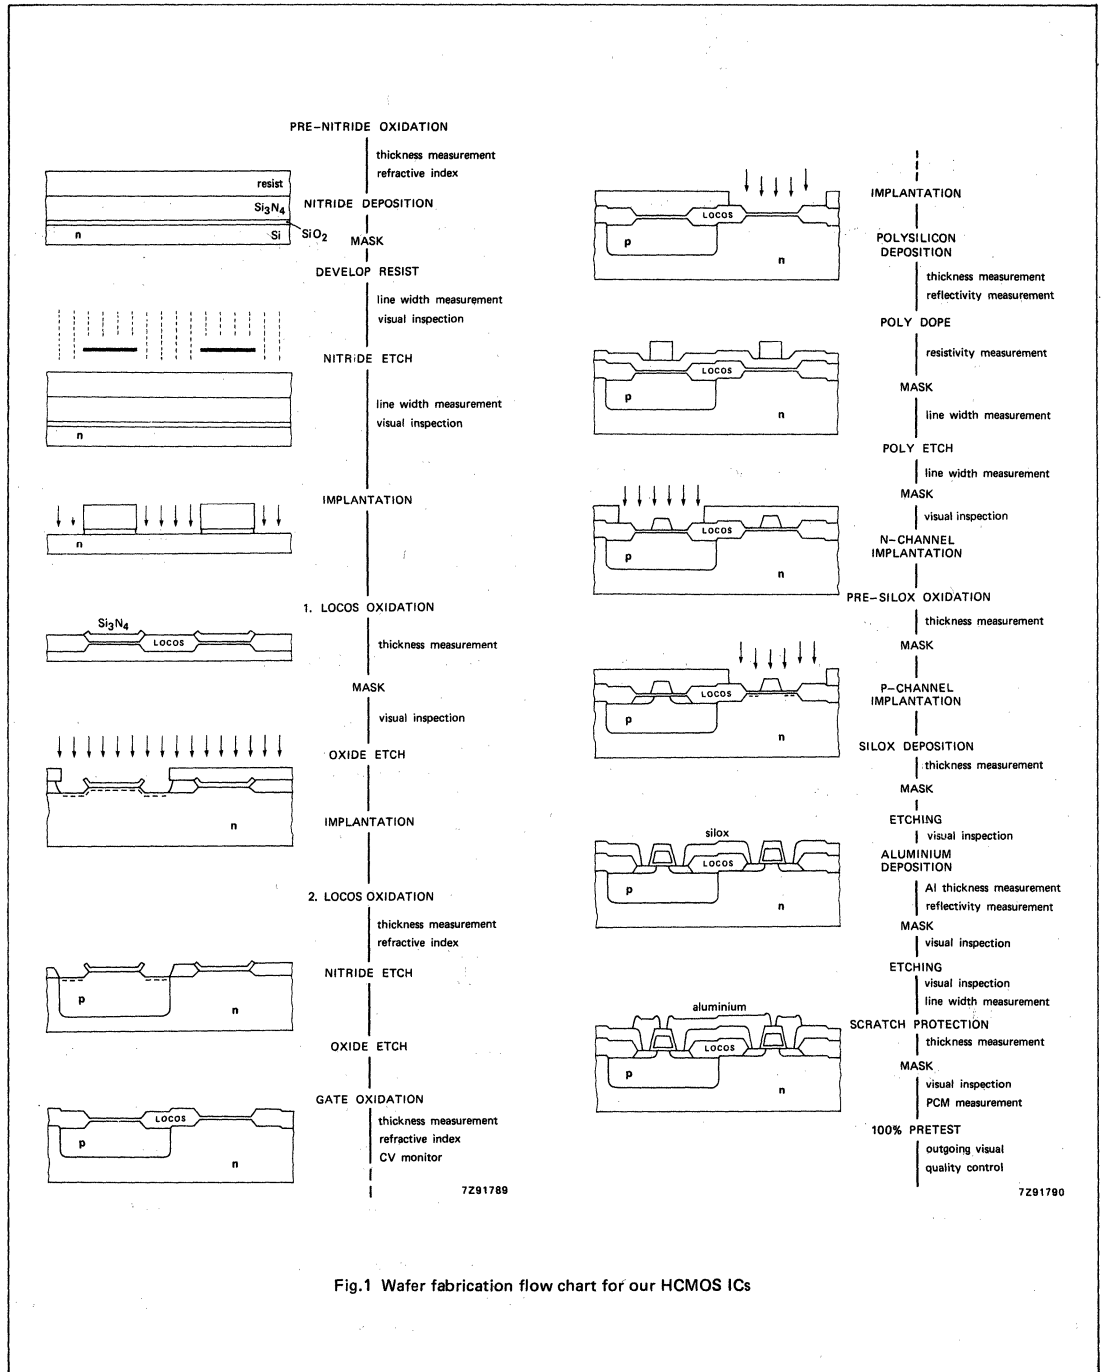 PRE-NITRIDE OXIDATION
thickness measurement
refractive index
resist
Si3N4
NITRIDE DEPOSITION
n
Si
SiO2
MASK
DEVELOP RESIST
line width measurement
visual inspection
NITRIDE ETCH
line width measurement
visual inspection
n
IMPLANTATION
n
1. LOCOS OXIDATION
Si3N4
LOCOS
thickness measurement
MASK
visual inspection
OXIDE ETCH
n
IMPLANTATION
2. LOCOS OXIDATION
thickness measurement
refractive index
NITRIDE ETCH
p
n
OXIDE ETCH
GATE OXIDATION
thickness measurement
LOCOS
refractive index
p
CV monitor
n
7Z91789
IMPLANTATION
LOCOS
p
n
POLYSILICON
DEPOSITION
thickness measurement
reflectivity measurement
POLY DOPE
resistivity measurement
LOCOS
p
n
MASK
line width measurement
POLY ETCH
line width measurement
MASK
visual inspection
LOCOS
p
n
N-CHANNEL
IMPLANTATION
PRE-SILOX OXIDATION
thickness measurement
MASK
P-CHANNEL
IMPLANTATION
LOCOS
p
n
SILOX DEPOSITION
thickness measurement
MASK
ETCHING
visual inspection
silox
LOCOS
p
n
ALUMINIUM
DEPOSITION
Al thickness measurement
reflectivity measurement
MASK
visual inspection
ETCHING
visual inspection
line width measurement
aluminium
LOCOS
p
n
SCRATCH PROTECTION
thickness measurement
MASK
visual inspection
PCM measurement
100% PRETEST
outgoing visual
quality control
7Z91790
Fig.1 Wafer fabrication flow chart for our HCMOS ICs